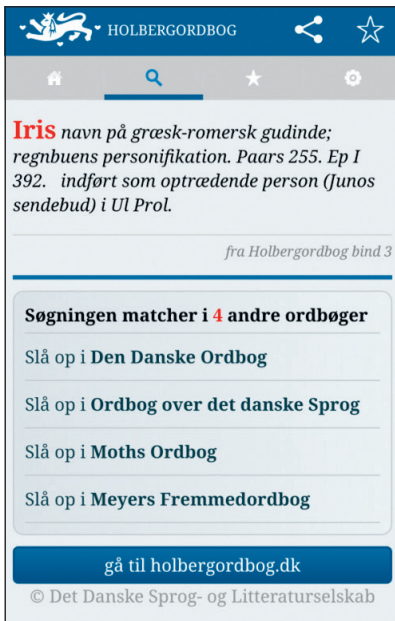 HOLBERGORDBOG
Iris navn på græsk-romersk gudinde;
regnbuens personifikation. Paars 255. Ep I
392. indført som optrædende person (Junos
sendebud) i Ul Prol.
fra Holbergordbog bind 3
Søgningen matcher i 4 andre ordbøger
Slå op i Den Danske Ordbog
Slå op i Ordbog over det danske Sprog
Slå op i Moths Ordbog
Slå op i Meyers Fremmedordbog
gå til holbergordbog.dk
© Det Danske Sprog- og Litteraturselskab